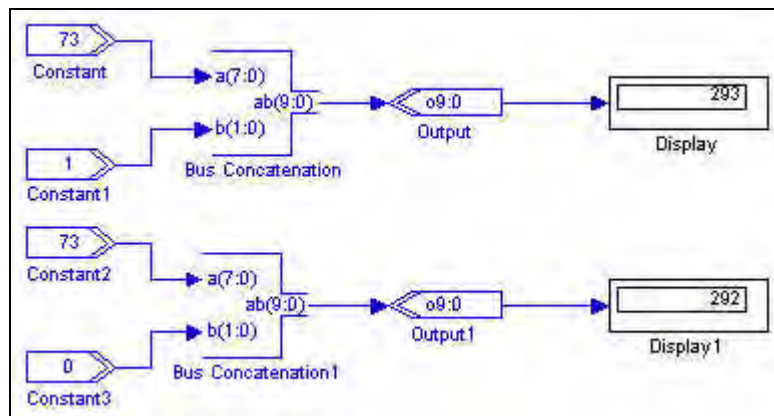 73
Constant
a(7:0)
ab(9:0)
o9:0
293
b(1:0)
Output
Display
1
Bus Concatenation
Constant1
73
Constant2
a(7:0)
ab(9:0)
o9:0
292
b(1:0)
Output1
Display1
0
Bus Concatenation1
Constant3